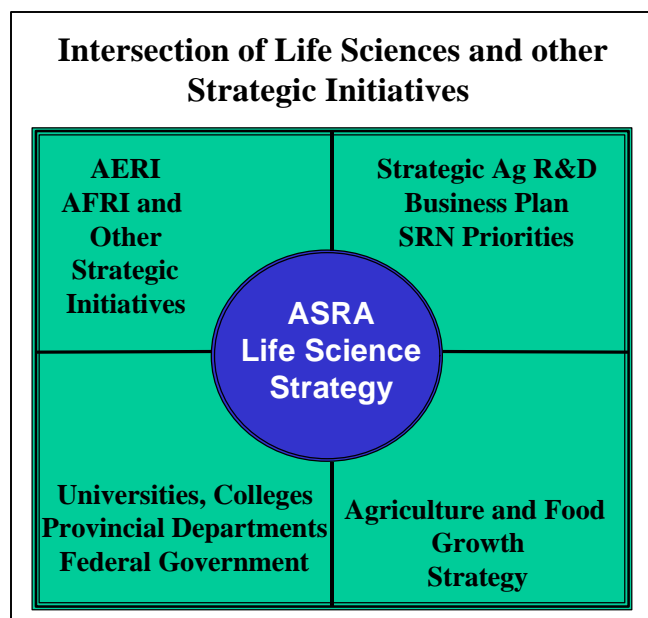 Intersection of Life Sciences and other
Strategic Initiatives
AERI
AFRI and
Other
Strategic
Initiatives
Strategic Ag R&D
Business Plan
SRN Priorities
ASRA
Life Science
Strategy
Universities, Colleges
Provincial Departments
Federal Government
Agriculture and Food
Growth
Strategy